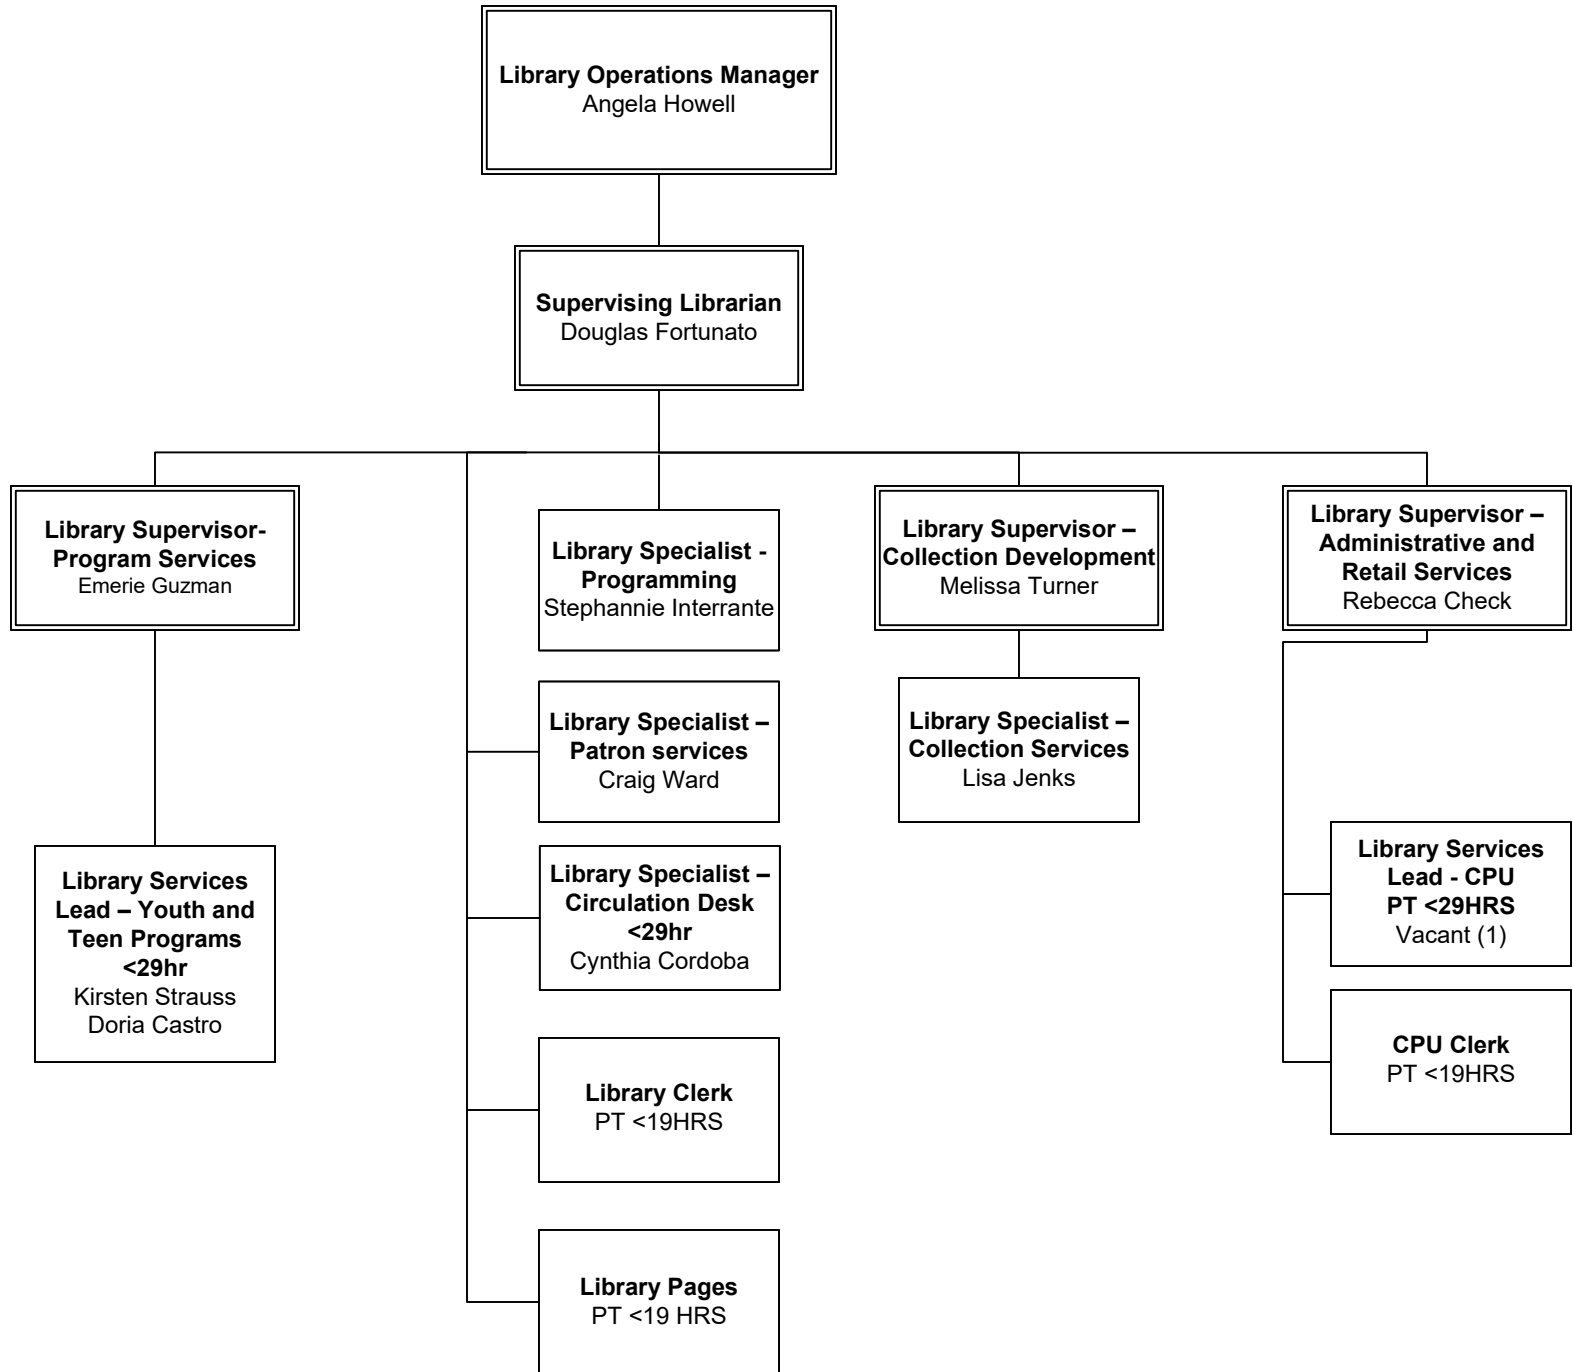 Library Operations Manager
Angela Howell
Supervising Librarian
Douglas Fortunato
Library Supervisor-
Program Services
Emerie Guzman
Library Services
Lead – Youth and
Teen Programs
<29hr
Kirsten Strauss
Doria Castro
Library Specialist -
Programming
Stephannie Interrante
Library Specialist –
Patron services
Craig Ward
Library Specialist –
Circulation Desk
<29hr
Cynthia Cordoba
Library Clerk
PT <19HRS
Library Pages
PT <19 HRS
Library Supervisor –
Collection Development
Melissa Turner
Library Specialist –
Collection Services
Lisa Jenks
Library Supervisor –
Administrative and
Retail Services
Rebecca Check
Library Services
Lead - CPU
PT <29HRS
Vacant (1)
CPU Clerk
PT <19HRS